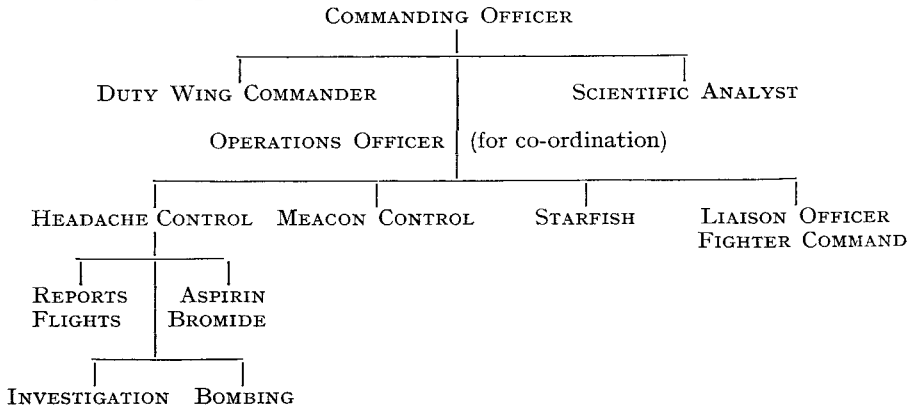 COMMANDING OFFICER
DUTY WING COMMANDER SCIENTIFIC ANALYST
OPERATIONS OFFICER (for co-ordination)
HEADACHE CONTROL MEACON CONTROL STARFISH LIAISON OFFICER
FIGHTER COMMAND
REPORTS ASPIRIN
FLIGHTS BROMIDE
INVESTIGATION BOMBING